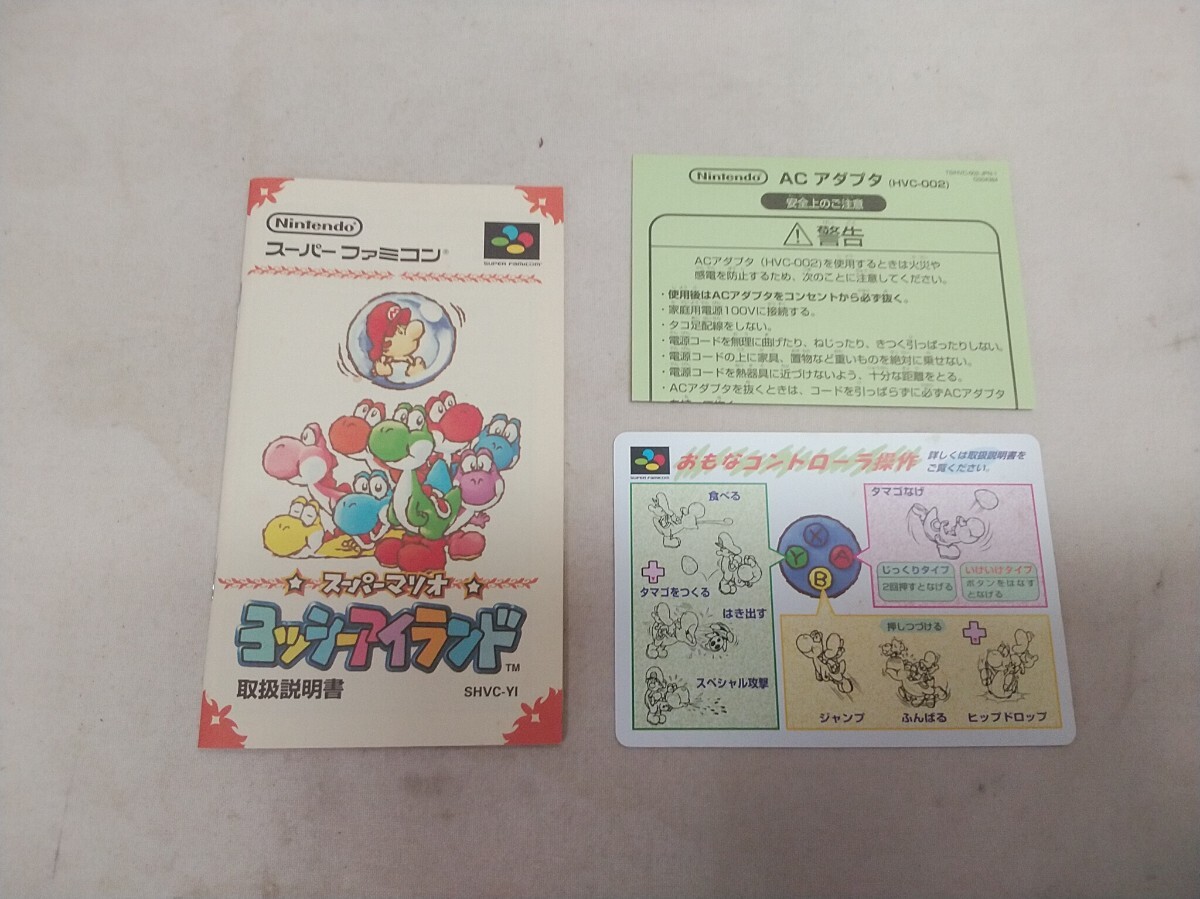 Nintendo
スーパーファミコン®
SUPER FAMICOM
スーパーマリオ
ヨッシーアイランド™
取扱説明書
SHVC-YI
Nintendo ACアダプタ(HVC-002)
安全上のご注意
警告
ACアダプタ(HVC-002)を使用するときは火災や
感電を防止するため、次のことに注意してください。
・使用後はACアダプタをコンセントから必ず抜く。
・家庭用電源100Vに接続する。
・タコ足配線をしない。
・電源コードを無理に曲げたり、ねじったり、きつく引っぱったりしない。
・電源コードの上に家具、置物など重いものを絶対に乗せない。
・電源コードを熱器具に近づけないよう、十分な距離をとる。
・ACアダプタを抜くときは、コードを引っぱらずに必ずACアダプタ
SUPER FAMICOM
おもなコントローラ操作
詳しくは取扱説明書を
ご覧ください。
食べる
タマゴをつくる
はき出す
スペシャル攻撃
X
Y
A
B
タマゴなげ
じっくりタイプ
2回押すとなげる
いけいけタイプ
ボタンをはなす
となげる
押しつづける
ジャンプ
ふんばる
ヒップドロップ